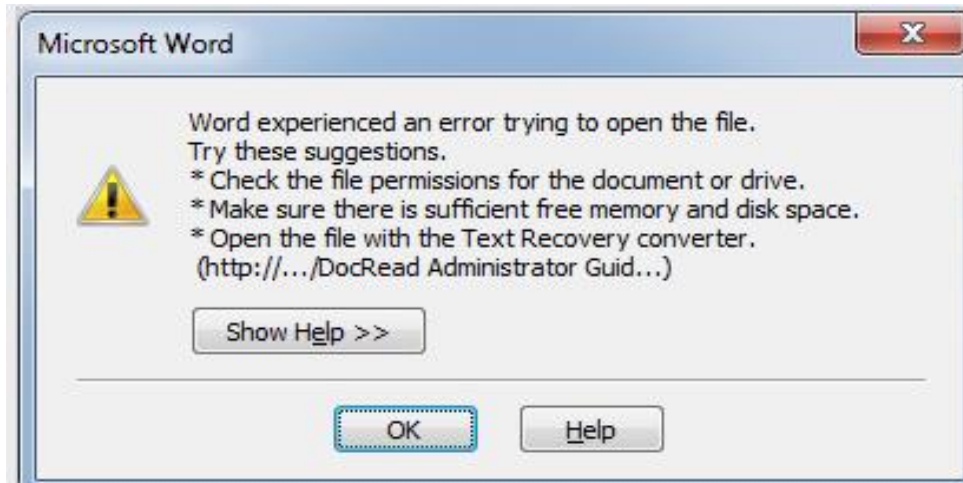 Microsoft Word
Word experienced an error trying to open the file.
Try these suggestions.
* Check the file permissions for the document or drive.
* Make sure there is sufficient free memory and disk space.
* Open the file with the Text Recovery converter.
(http://.../DocRead Administrator Guid...)
Show Help >>
OK
Help